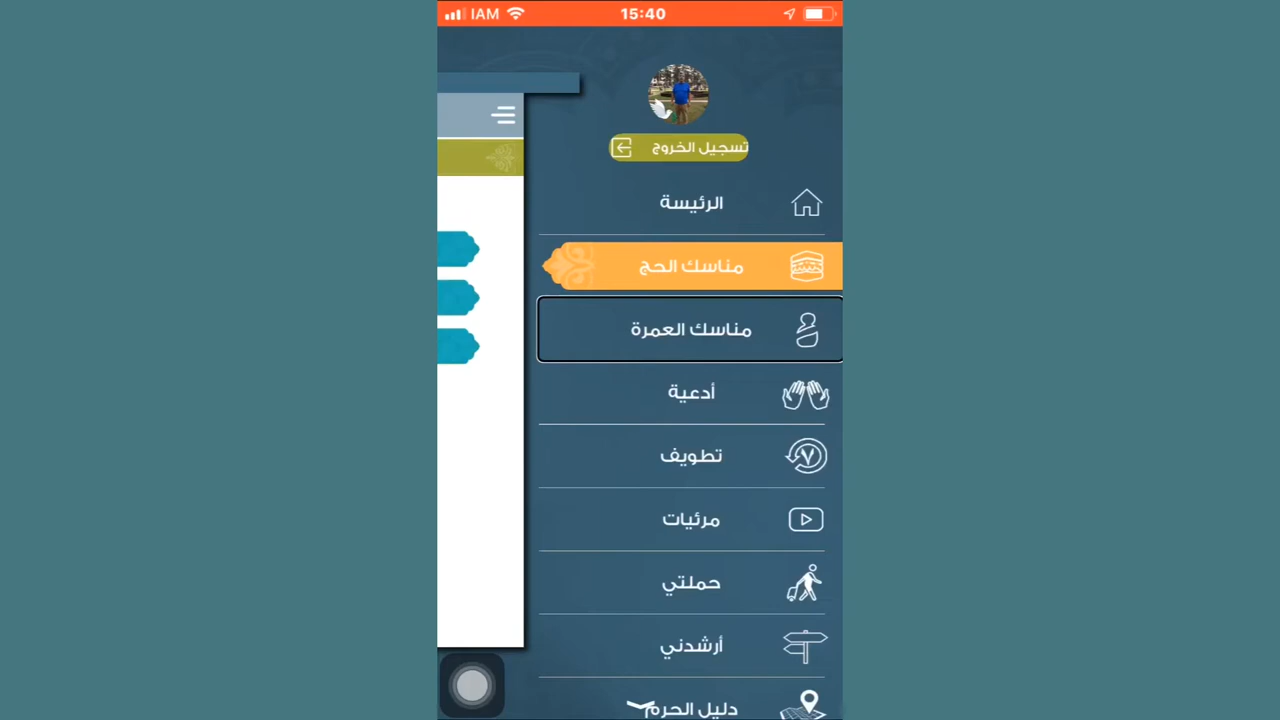 IAM 15:40
تسجيل الخروج
الرئيسة
مناسك الحج
مناسك العمرة
أدعية
تطويف
مرئيات
حملتي
أرشدني
دليل الحرم